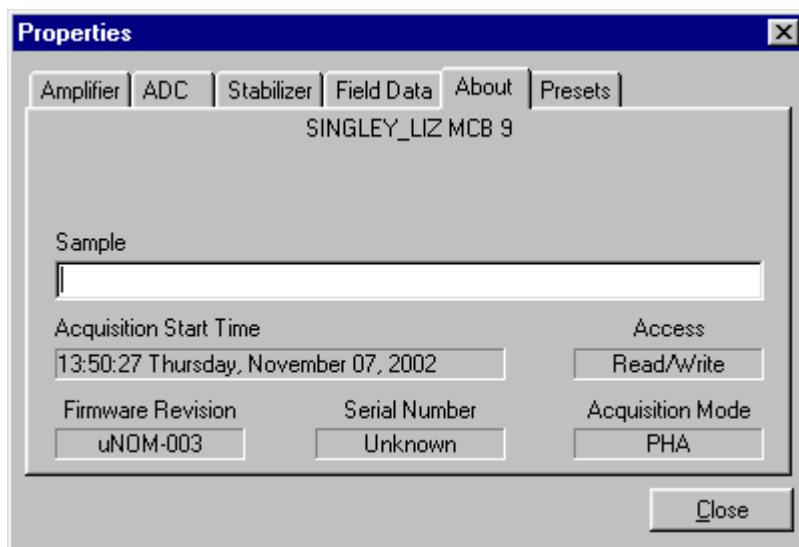 Properties
Amplifier ADC Stabilizer Field Data About Presets
SINGLEY_LIZ MCB 9
Sample
Acquisition Start Time Access
13:50:27 Thursday, November 07, 2002 Read/Write
Firmware Revision Serial Number Acquisition Mode
uNOM-003 Unknown PHA
Close